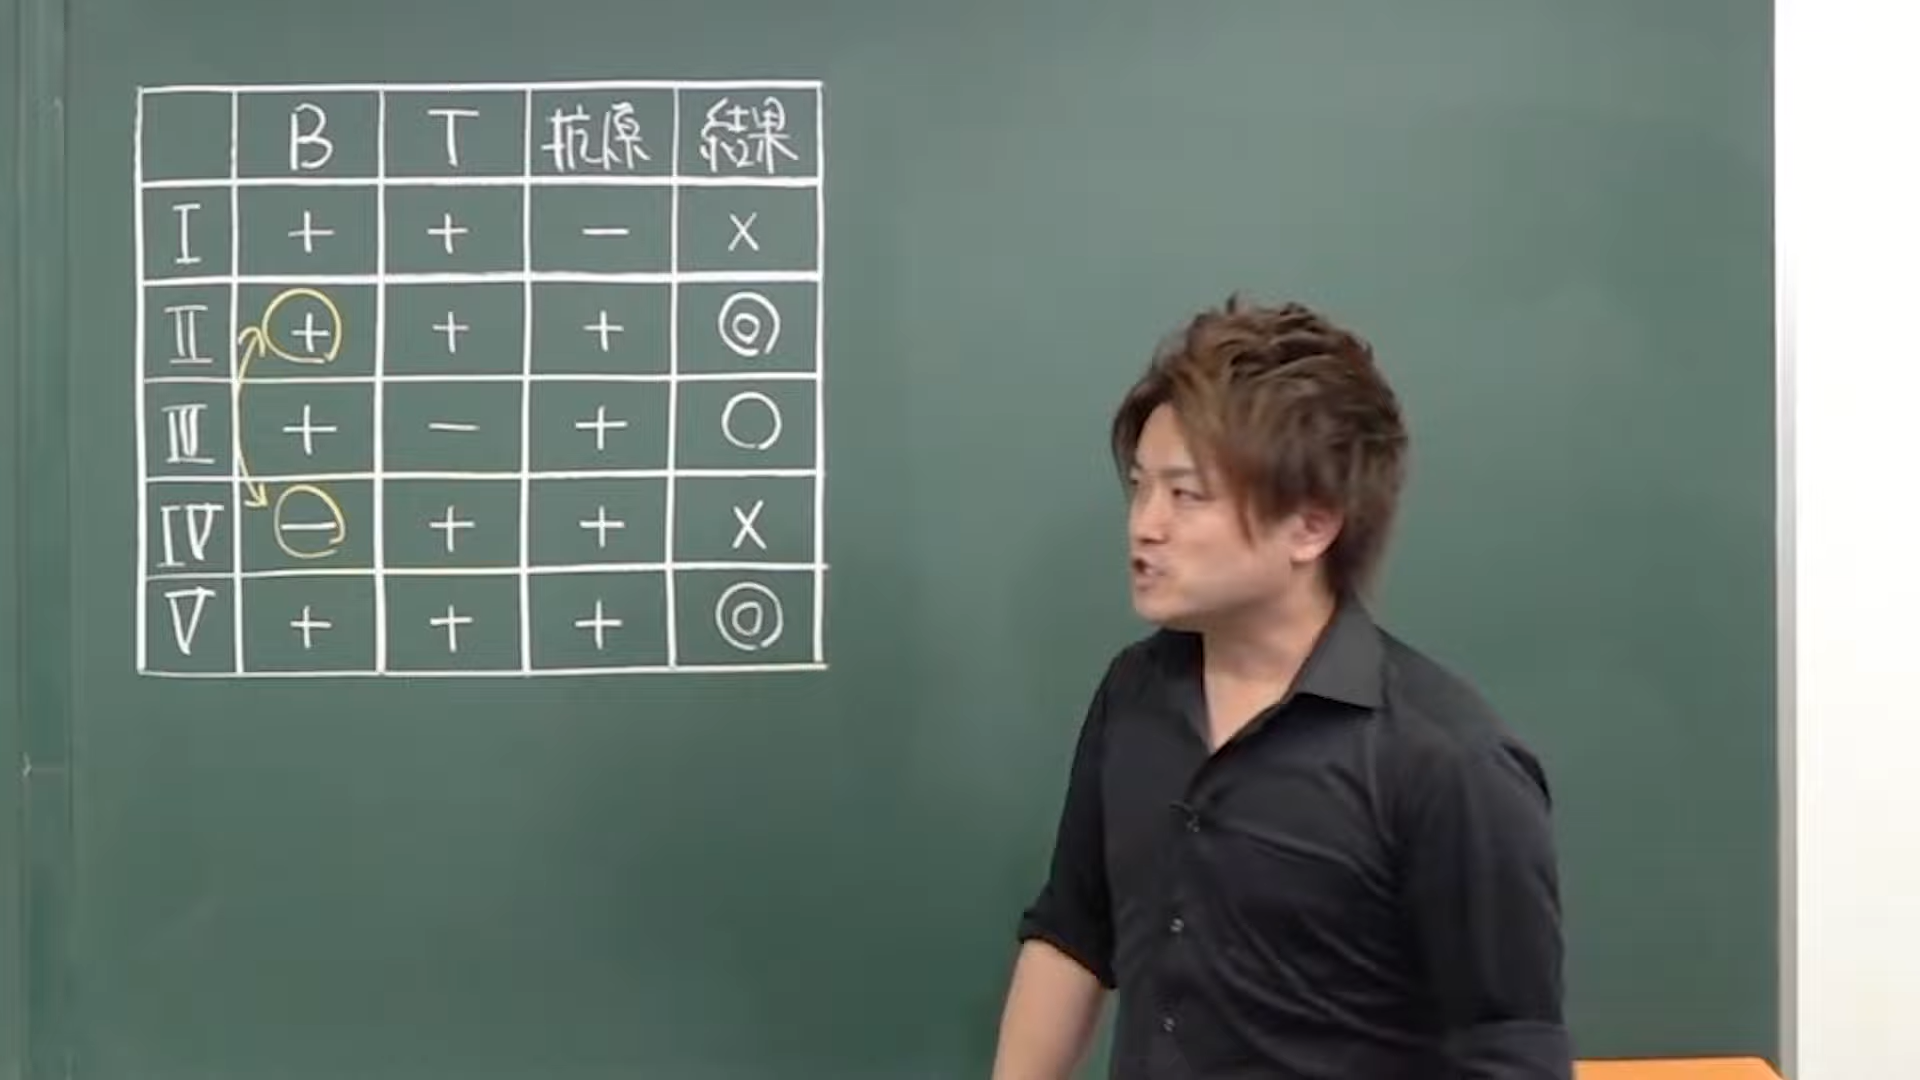 B T 抗原 結果
I + + − ×
II + + + ◎
III + − + ○
IV − + + ×
V + + + ◎